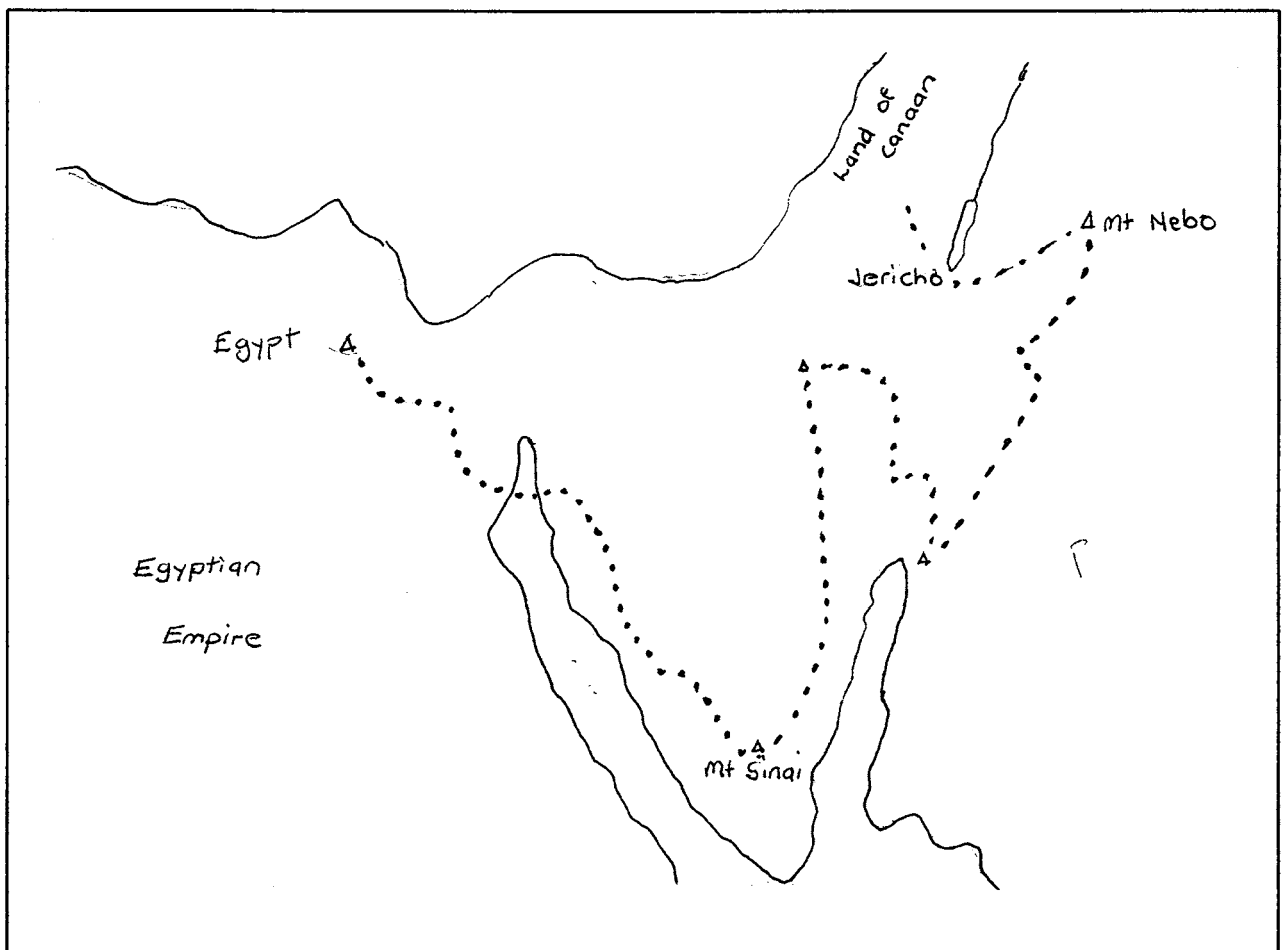 Land of
Canaan
Mt Nebo
Jericho
Egypt
Egyptian
Empire
Mt Sinai